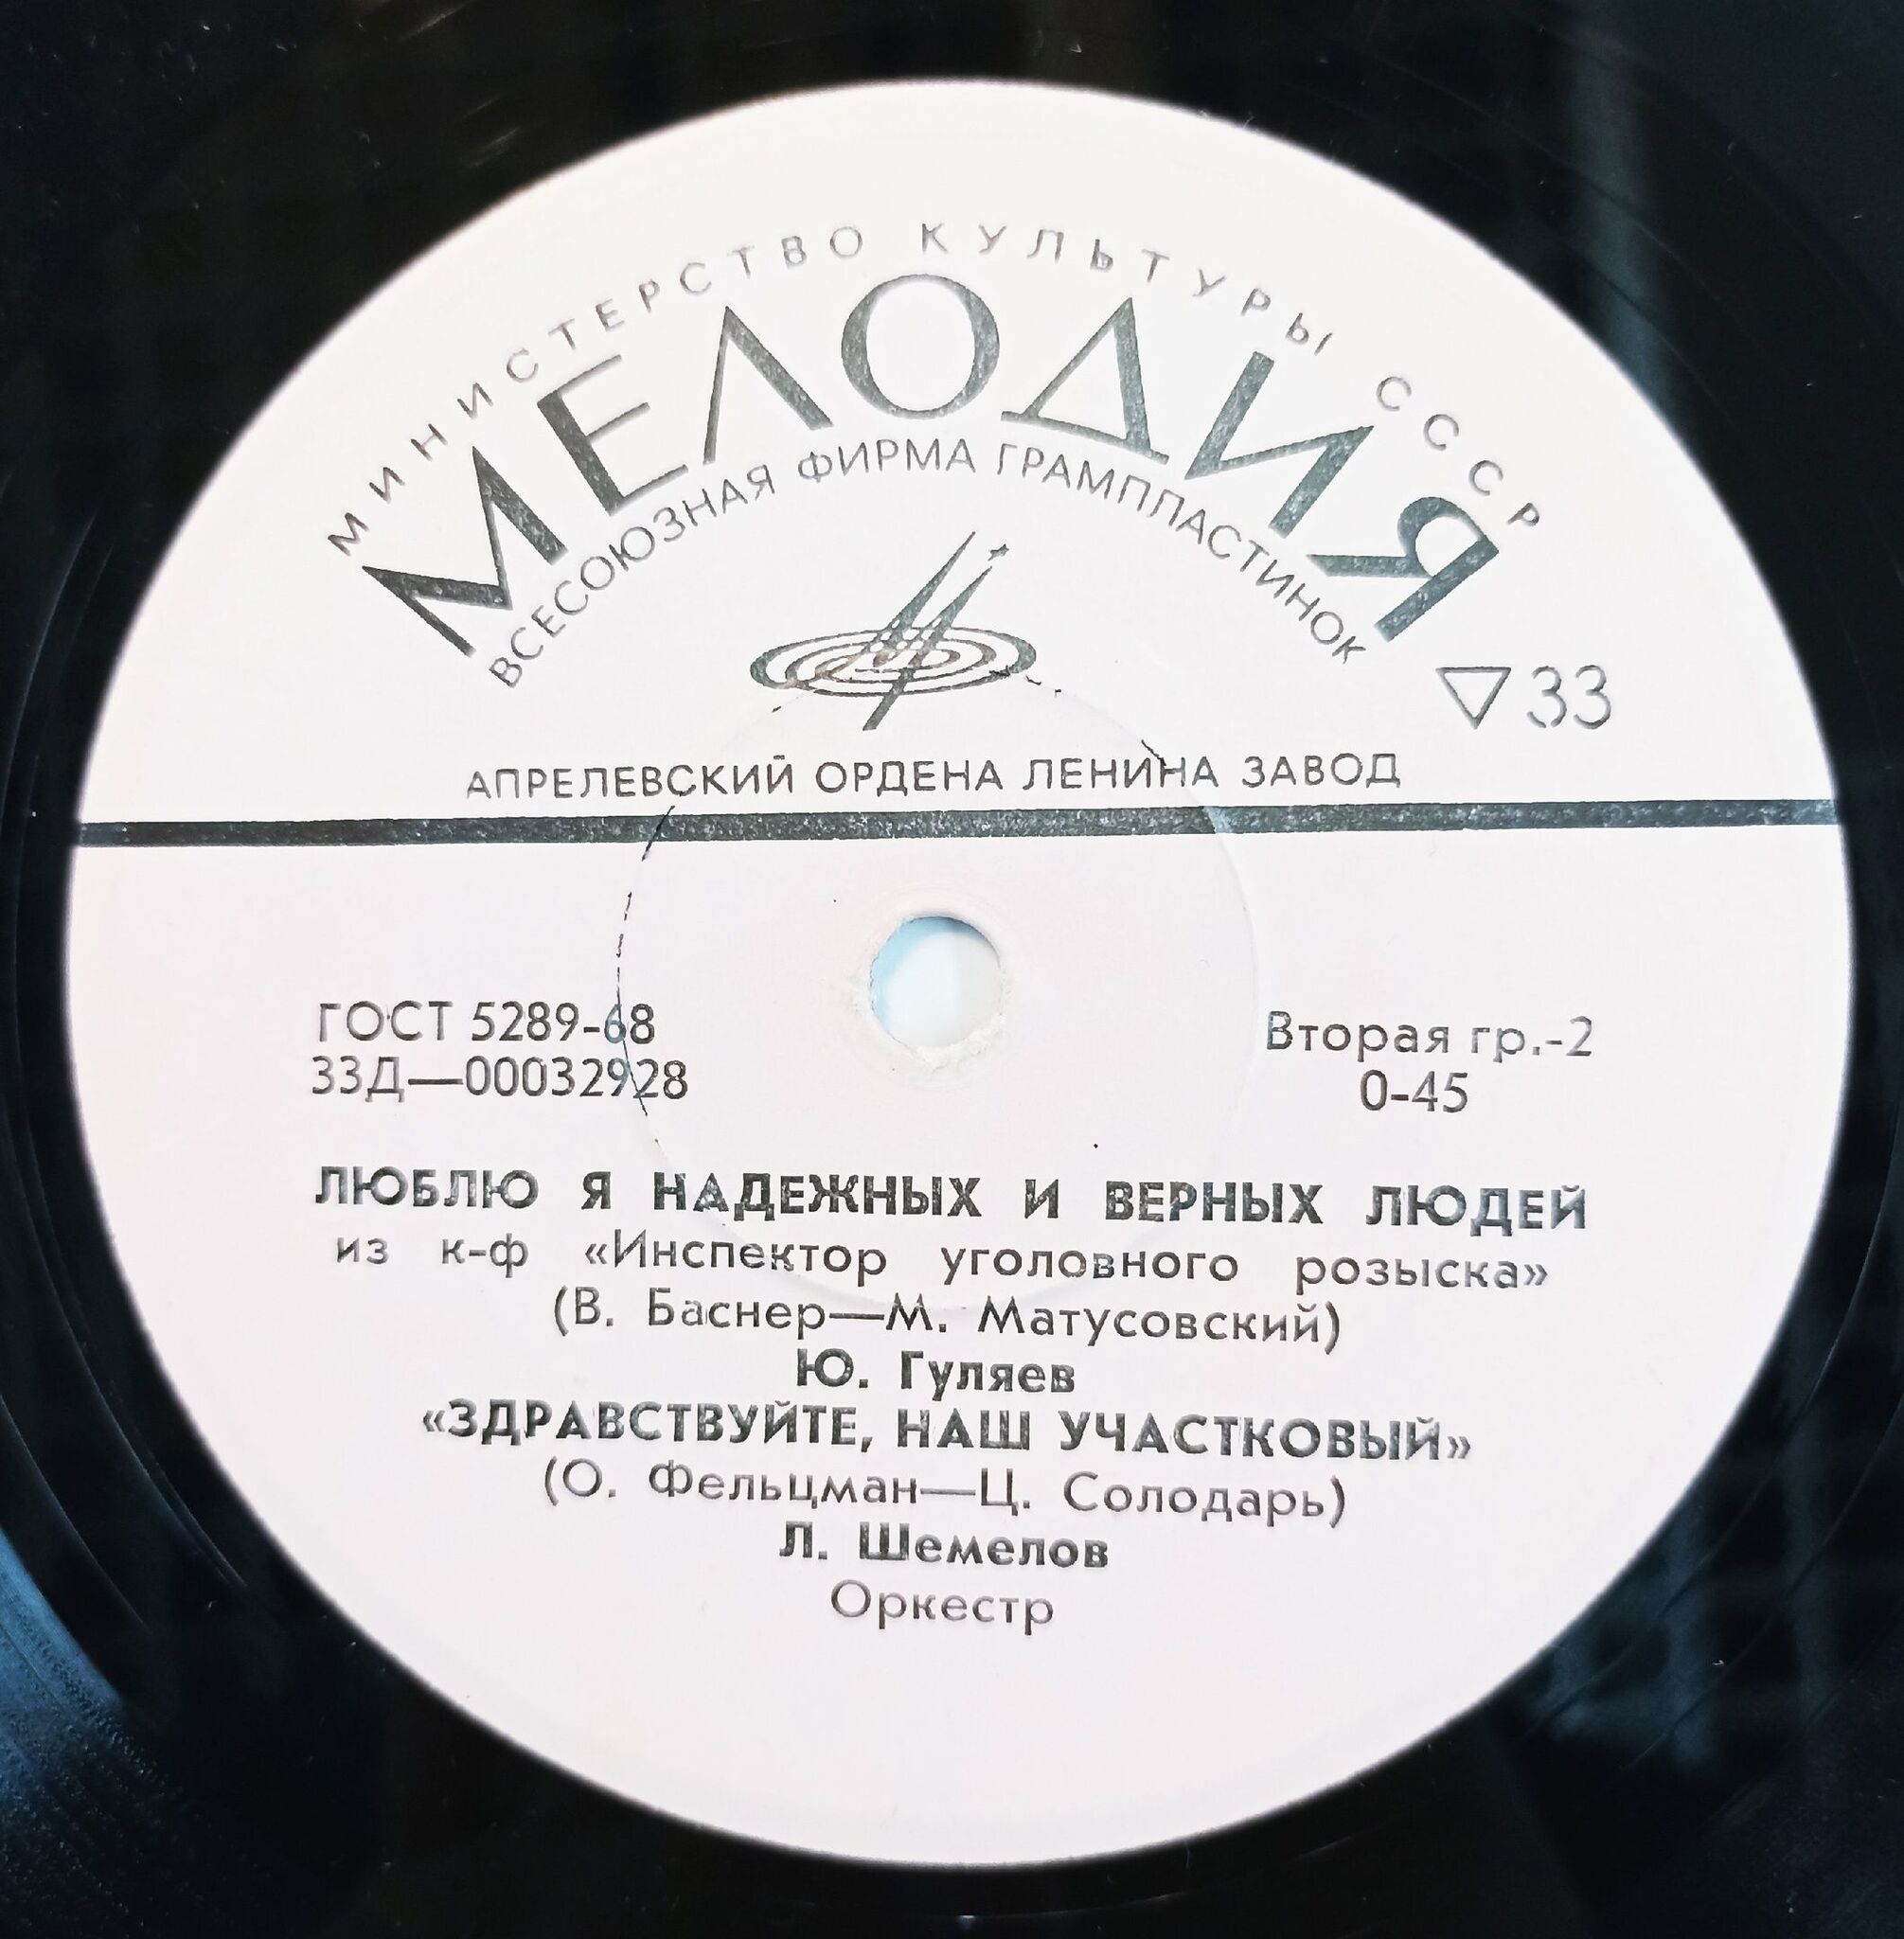 МИНИСТЕРСТВО КУЛЬТУРЫ СССР
МЕЛОДИЯ
ВСЕСОЮЗНАЯ ФИРМА ГРАМПЛАСТИНОК
▽33
АПРЕЛЕВСКИЙ ОРДЕНА ЛЕНИНА ЗАВОД
ГОСТ 5289-68
33Д—00032928
Вторая гр.-2
0-45
ЛЮБЛЮ Я НАДЕЖНЫХ И ВЕРНЫХ ЛЮДЕЙ
из к-ф «Инспектор уголовного розыска»
(В. Баснер—М. Матусовский)
Ю. Гуляев
«ЗДРАВСТВУЙТЕ, НАШ УЧАСТКОВЫЙ»
(О. Фельцман—Ц. Солодарь)
Л. Шемелов
Оркестр